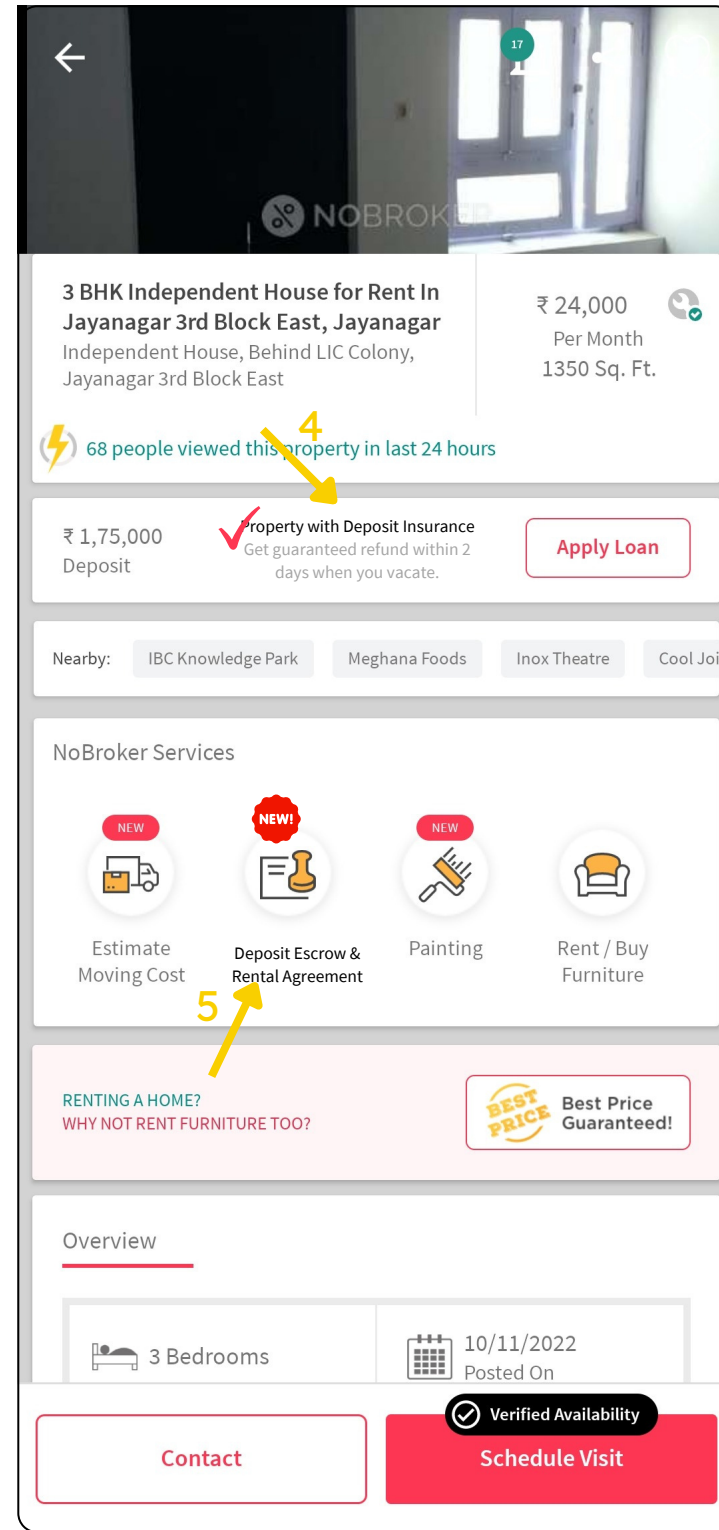 17
NOBROKER
3 BHK Independent House for Rent In
Jayanagar 3rd Block East, Jayanagar
Independent House, Behind LIC Colony,
Jayanagar 3rd Block East
₹ 24,000
Per Month
1350 Sq. Ft.
4
68 people viewed this property in last 24 hours
₹ 1,75,000
Deposit
Property with Deposit Insurance
Get guaranteed refund within 2
days when you vacate.
Apply Loan
Nearby:
IBC Knowledge Park
Meghana Foods
Inox Theatre
Cool Joi
NoBroker Services
NEW
NEW!
NEW
Estimate
Moving Cost
Deposit Escrow &
Rental Agreement
Painting
Rent / Buy
Furniture
5
RENTING A HOME?
WHY NOT RENT FURNITURE TOO?
BEST
PRICE
Best Price
Guaranteed!
Overview
3 Bedrooms
10/11/2022
Posted On
Verified Availability
Contact
Schedule Visit